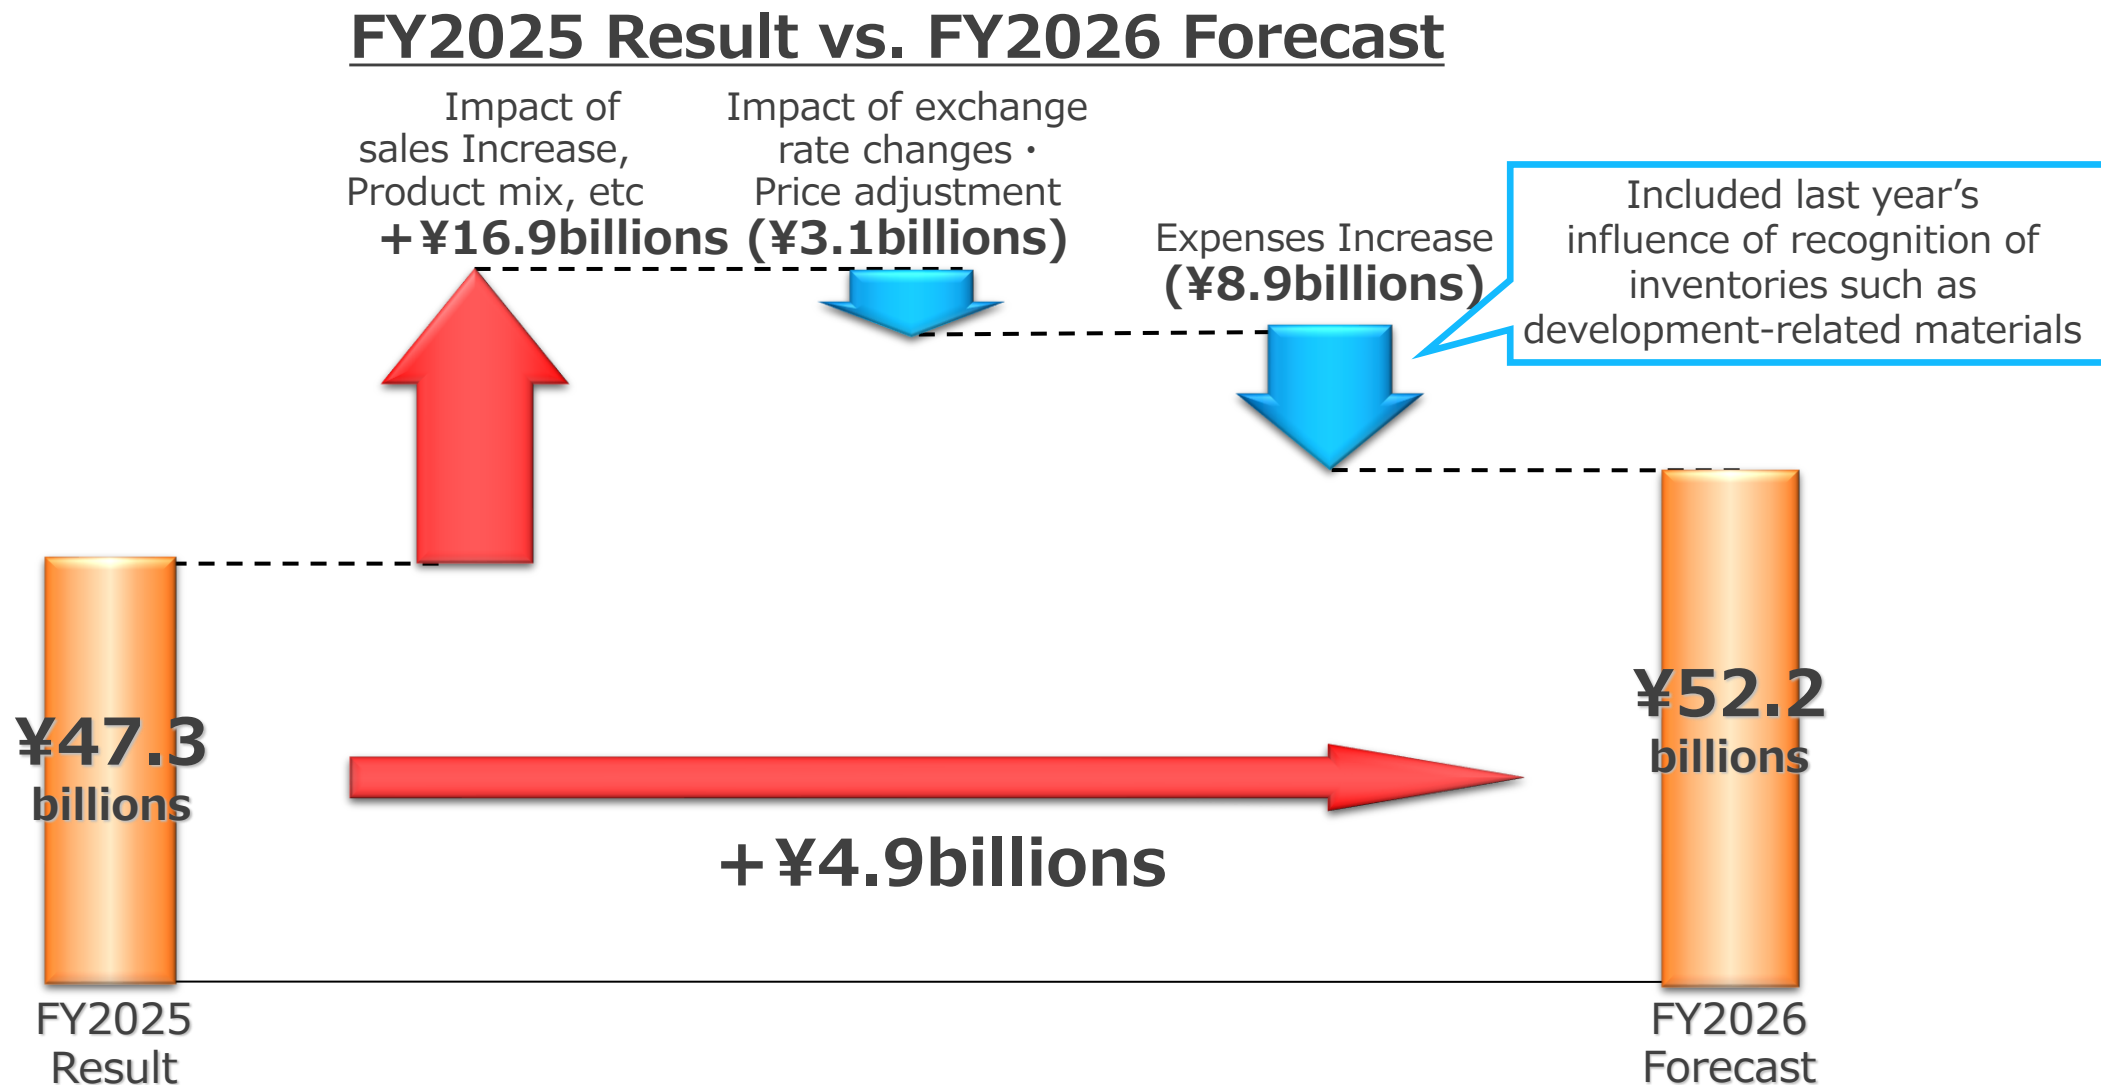 FY2025 Result vs. FY2026 Forecast
Impact of
sales Increase,
Product mix, etc
+¥16.9billions
Impact of exchange
rate changes・
Price adjustment
(¥3.1billions)
Expenses Increase
(¥8.9billions)
Included last year’s
influence of recognition of
inventories such as
development-related materials
¥47.3
billions
+¥4.9billions
¥52.2
billions
FY2025
Result
FY2026
Forecast